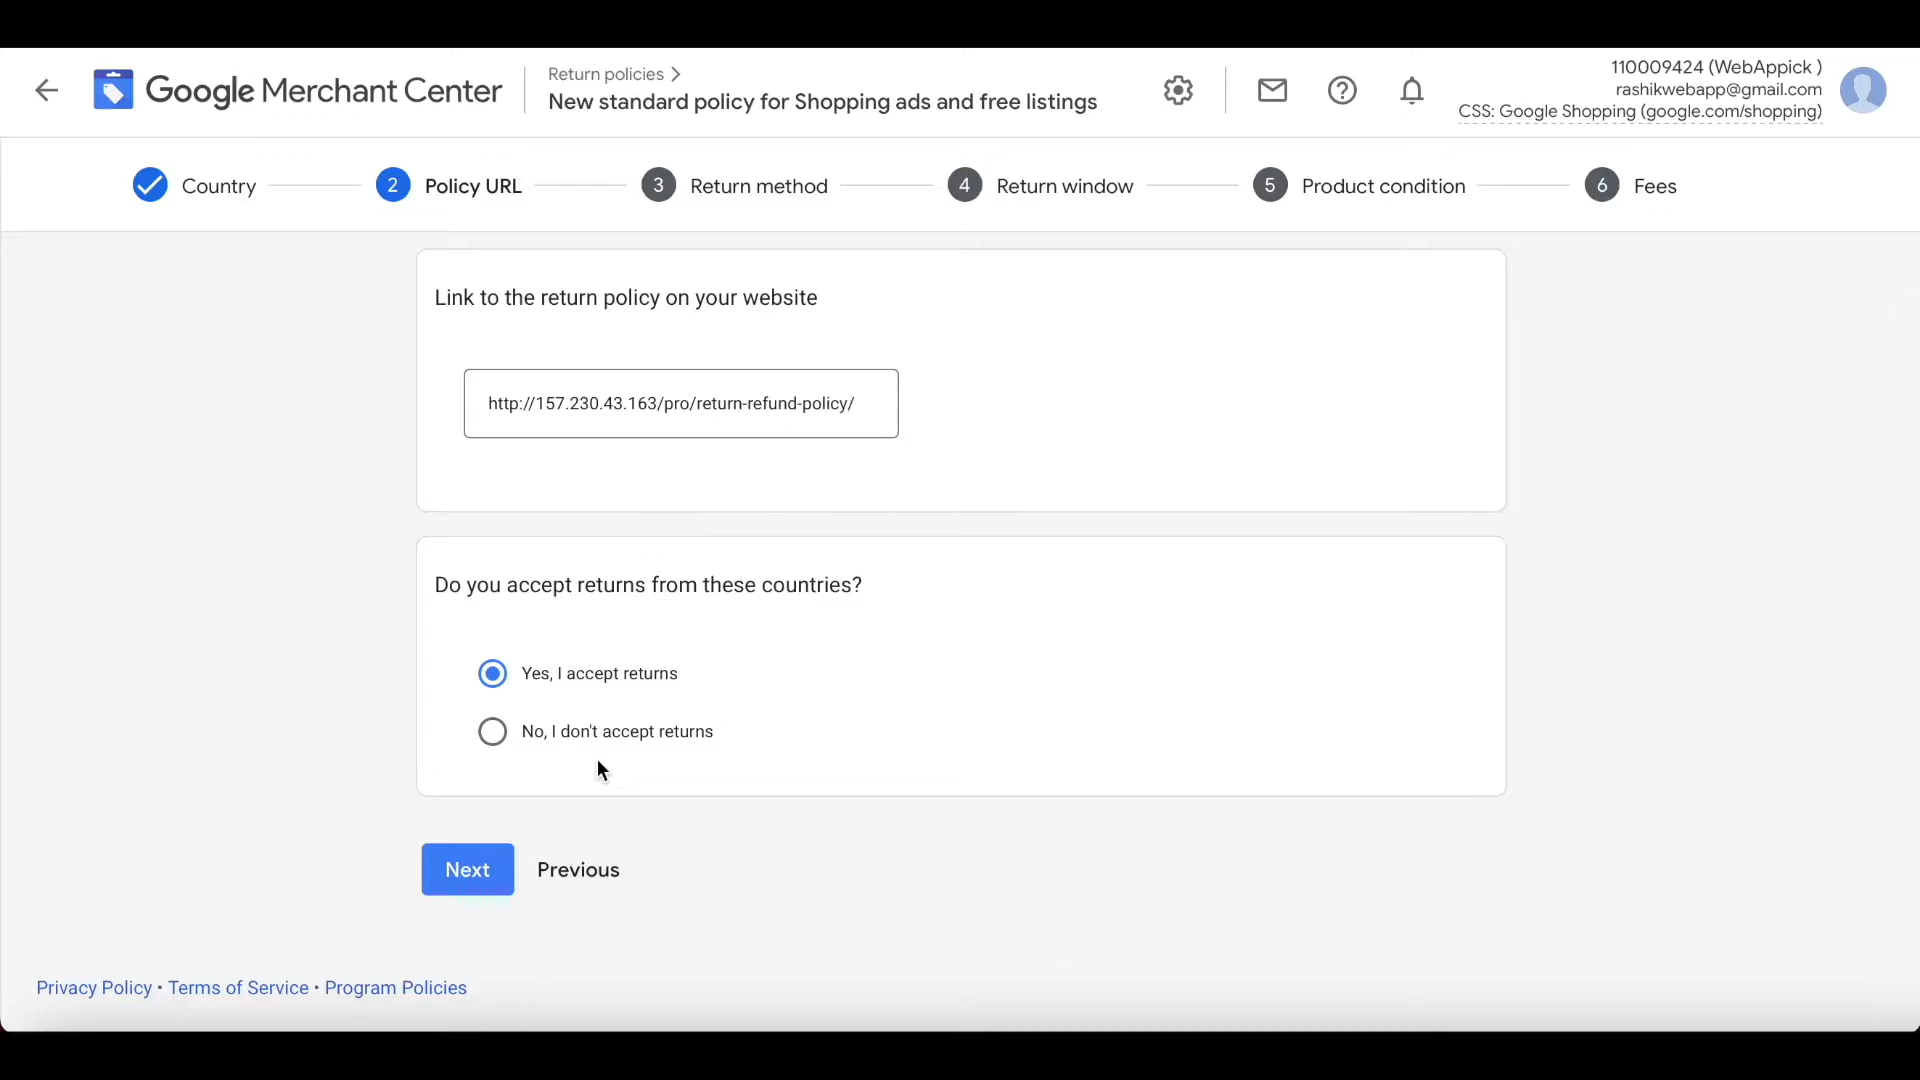 Google Merchant Center
Return policies >
New standard policy for Shopping ads and free listings
110009424 (WebAppick )
rashikwebapp@gmail.com
CSS: Google Shopping (google.com/shopping)
Country
2 Policy URL
3 Return method
4 Return window
5 Product condition
6 Fees
Link to the return policy on your website
http://157.230.43.163/pro/return-refund-policy/
Do you accept returns from these countries?
Yes, I accept returns
No, I don't accept returns
Next
Previous
Privacy Policy • Terms of Service • Program Policies